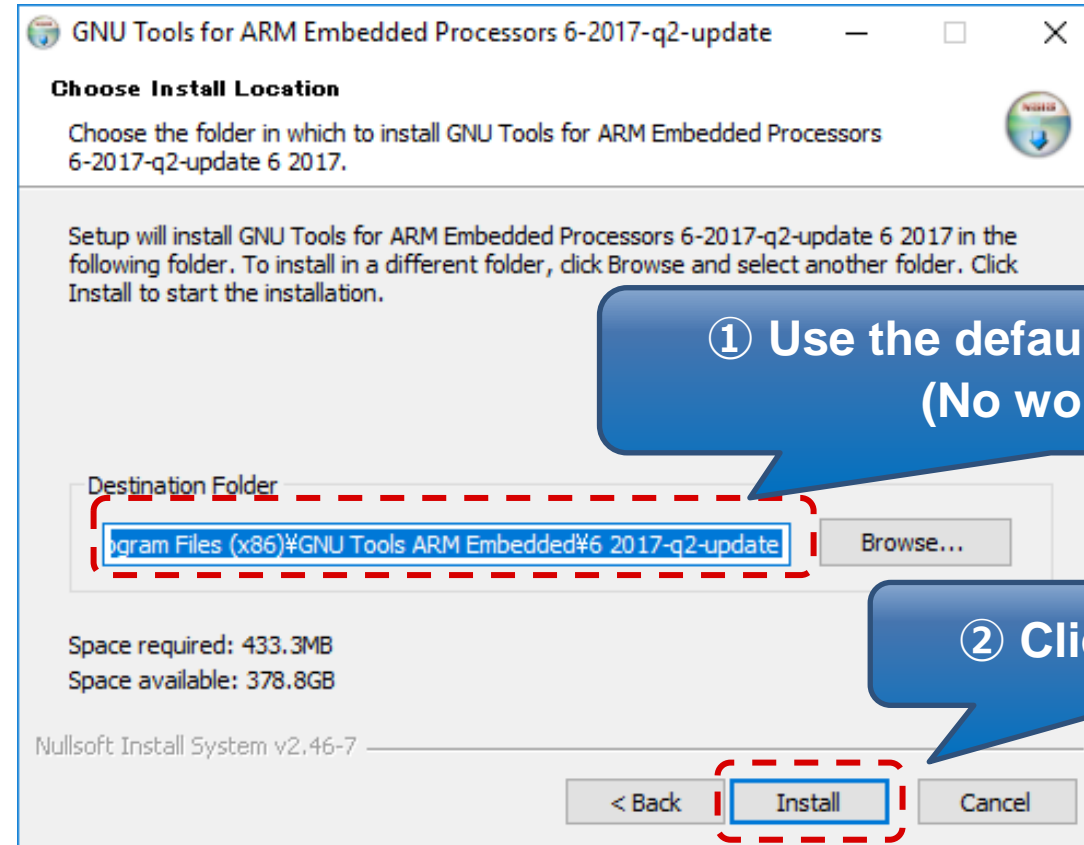 GNU Tools for ARM Embedded Processors 6-2017-q2-update
Choose Install Location
Choose the folder in which to install GNU Tools for ARM Embedded Processors
6-2017-q2-update 6 2017.
Setup will install GNU Tools for ARM Embedded Processors 6-2017-q2-update 6 2017 in the
following folder. To install in a different folder, click Browse and select another folder. Click
Install to start the installation.
① Use the defau
(No wo
Destination Folder
ogram Files (x86)¥GNU Tools ARM Embedded¥6 2017-q2-update
Browse...
② Cli
Space required: 433.3MB
Space available: 378.8GB
Nullsoft Install System v2.46-7
< Back
Install
Cancel